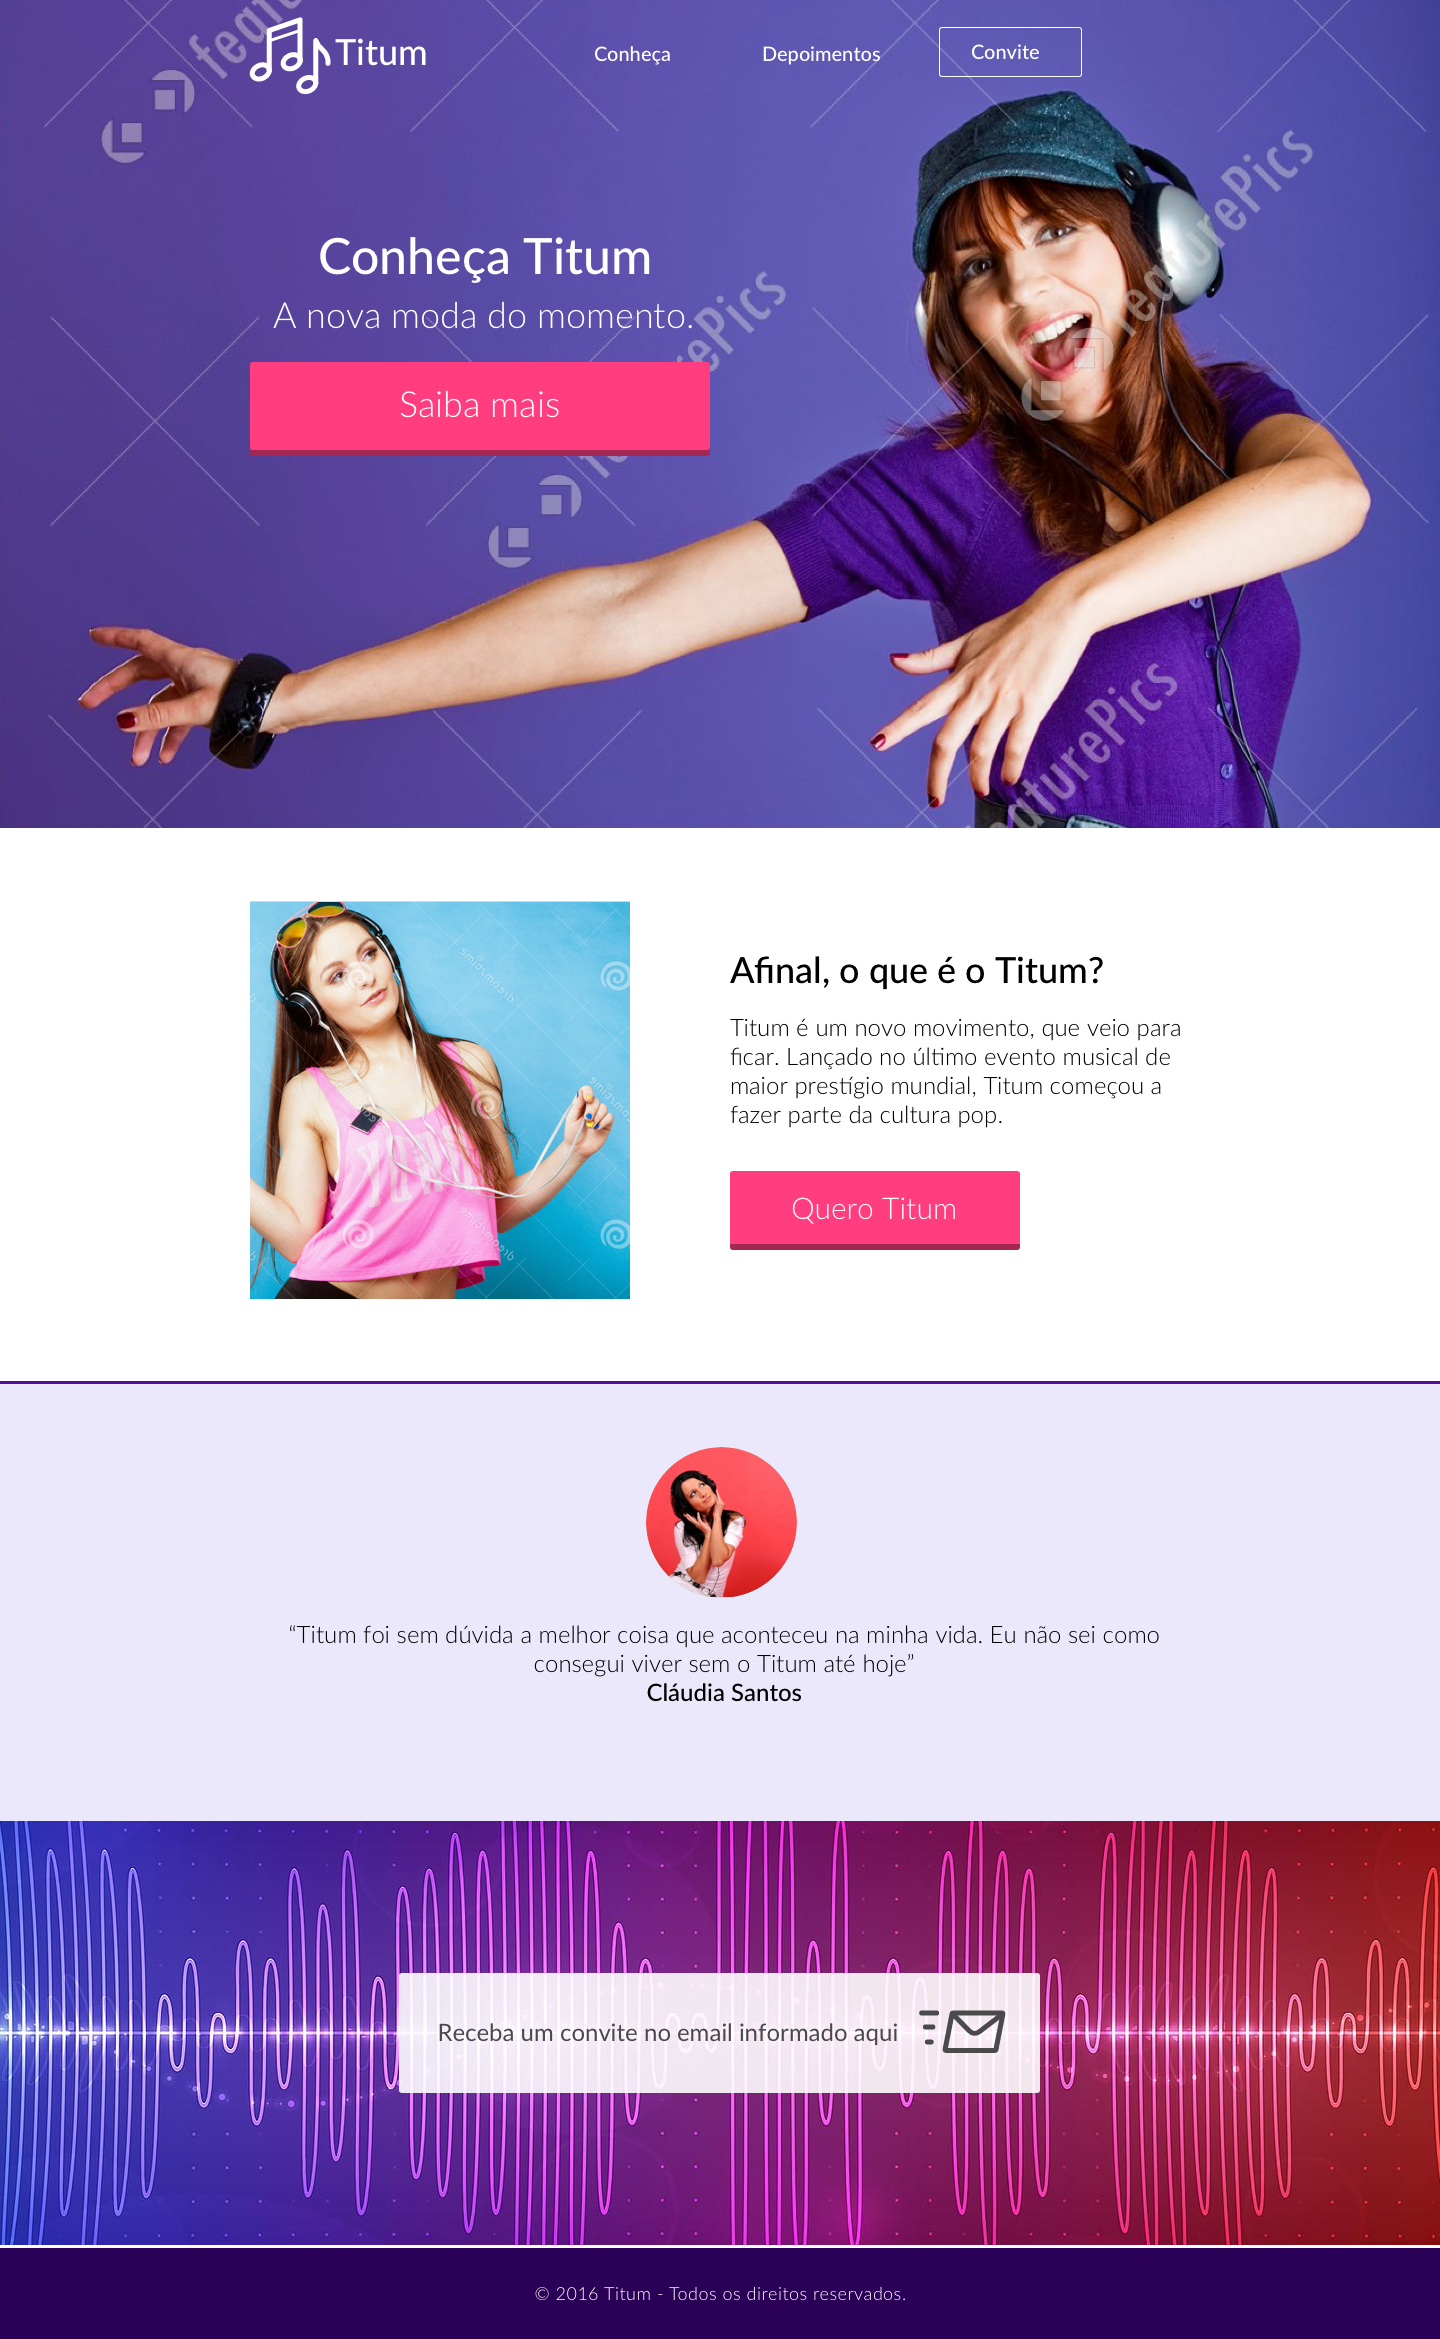 Titum
Conheça
Depoimentos
Convite
Conheça Titum
A nova moda do momento.
Saiba mais
featurePics
Afinal, o que é o Titum?
Titum é um novo movimento, que veio para
ficar. Lançado no último evento musical de
maior prestígio mundial, Titum começou a
fazer parte da cultura pop.
Quero Titum
“Titum foi sem dúvida a melhor coisa que aconteceu na minha vida. Eu não sei como
consegui viver sem o Titum até hoje”
Cláudia Santos
Receba um convite no email informado aqui
© 2016 Titum - Todos os direitos reservados.